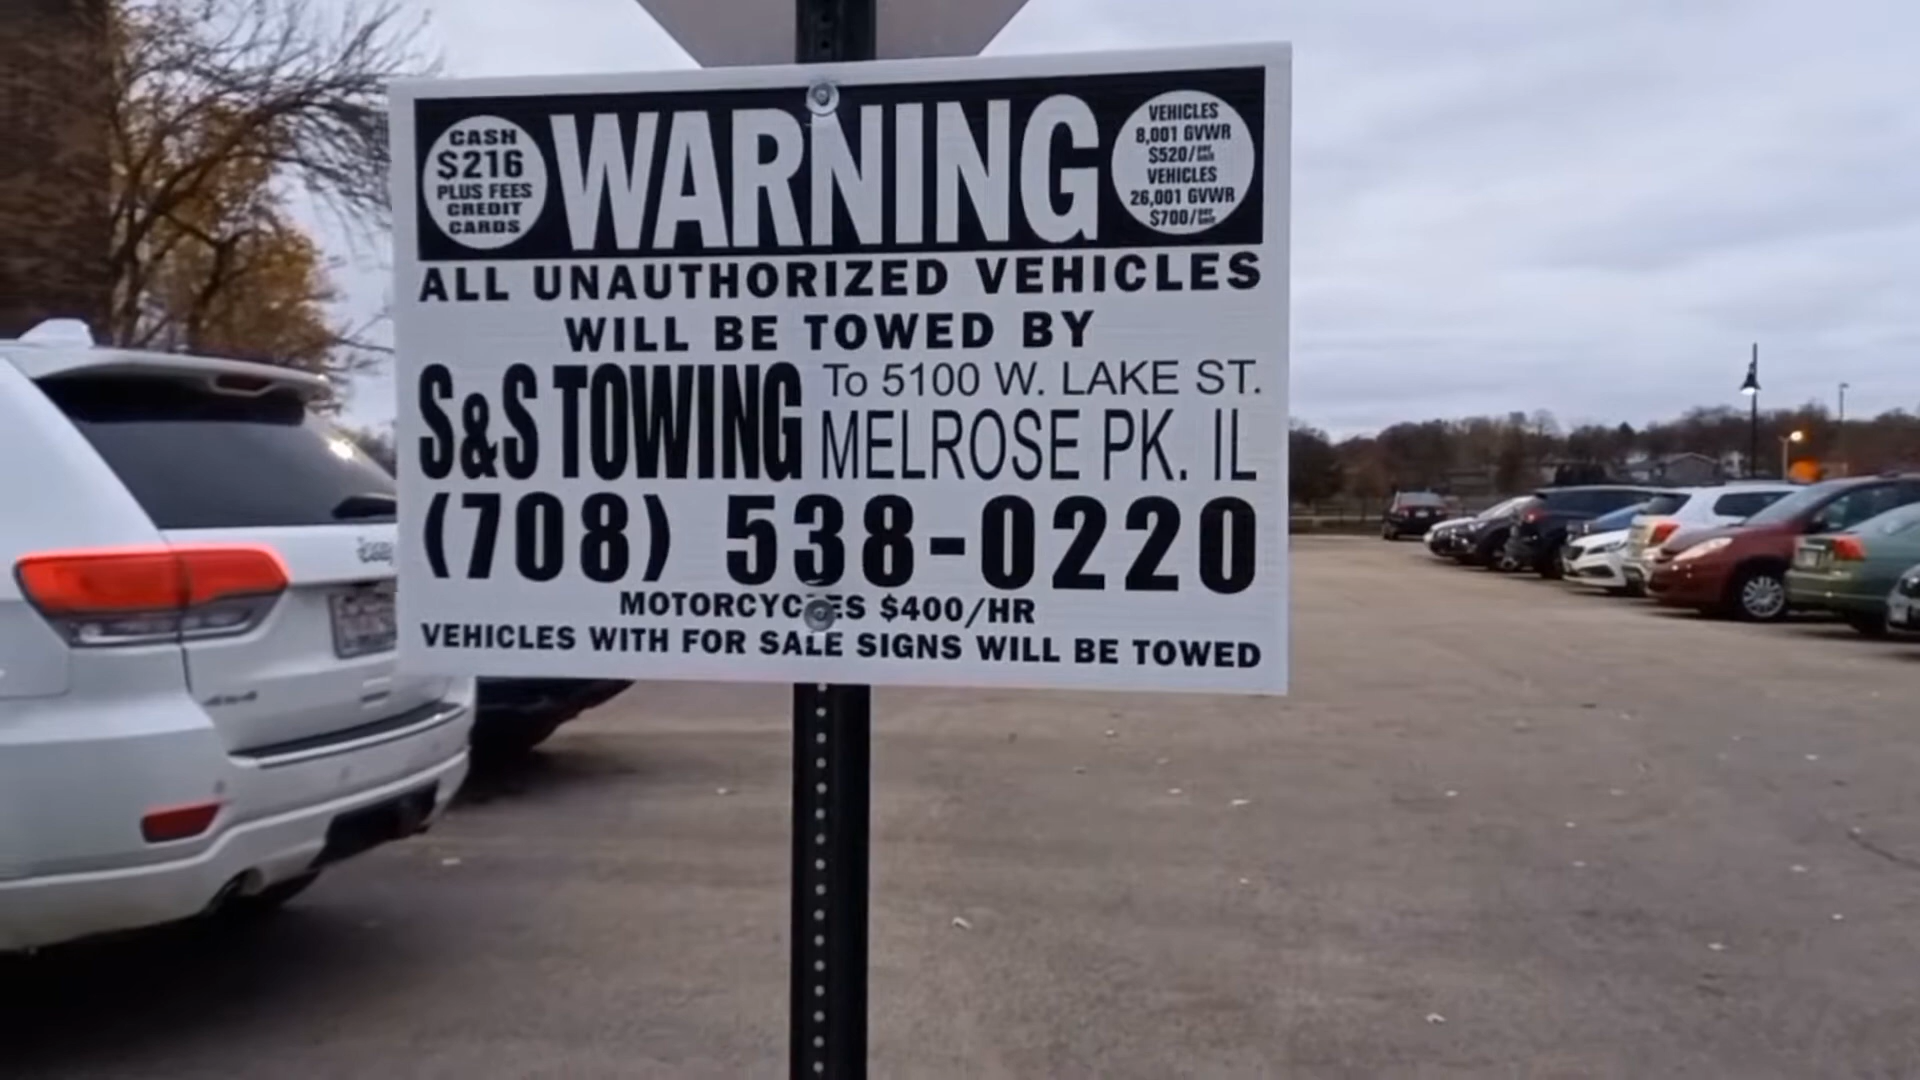 CASH
$216
PLUS FEES
CREDIT
CARDS
WARNING
VEHICLES
8,001 GVWR
$520/
VEHICLES
26,001 GVWR
$700/
ALL UNAUTHORIZED VEHICLES
WILL BE TOWED BY
S&S TOWING
To 5100 W. LAKE ST.
MELROSE PK. IL
(708) 538-0220
MOTORCYCLES $400/HR
VEHICLES WITH FOR SALE SIGNS WILL BE TOWED
Jeep
4x4